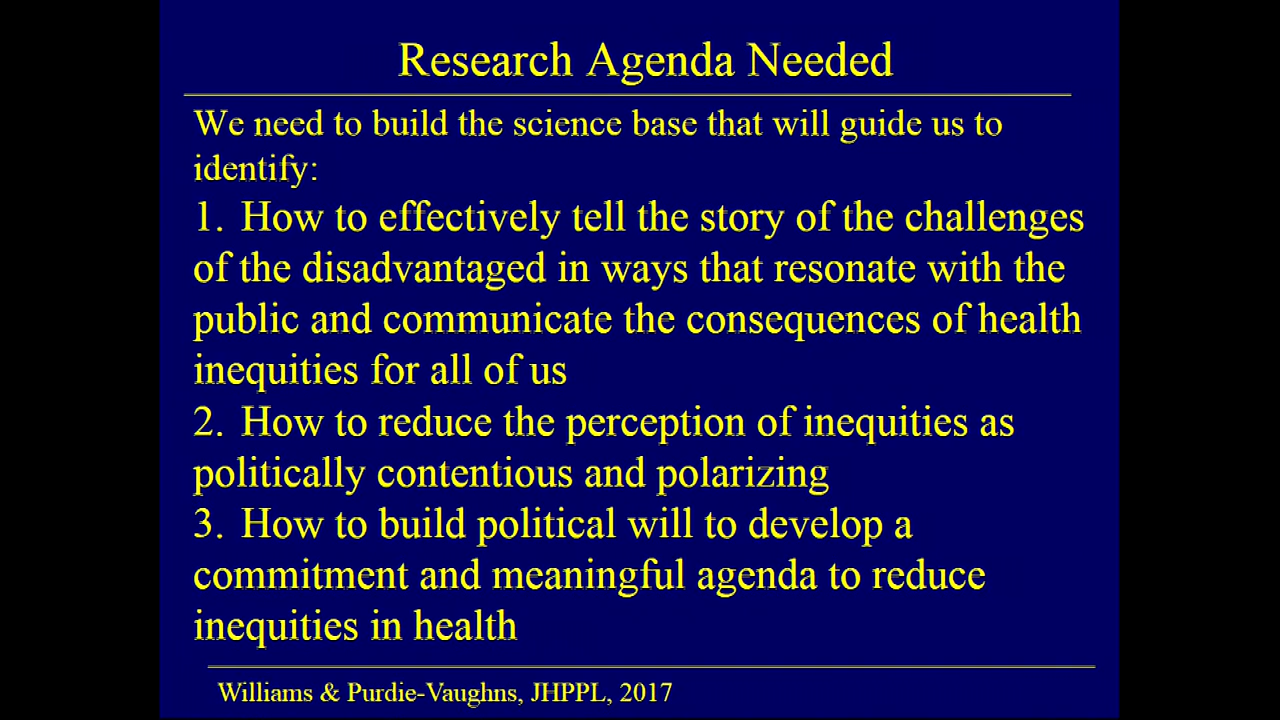 Research Agenda Needed
We need to build the science base that will guide us to
identify:
1. How to effectively tell the story of the challenges
of the disadvantaged in ways that resonate with the
public and communicate the consequences of health
inequities for all of us
2. How to reduce the perception of inequities as
politically contentious and polarizing
3. How to build political will to develop a
commitment and meaningful agenda to reduce
inequities in health
Williams & Purdie-Vaughns, JHPPL, 2017